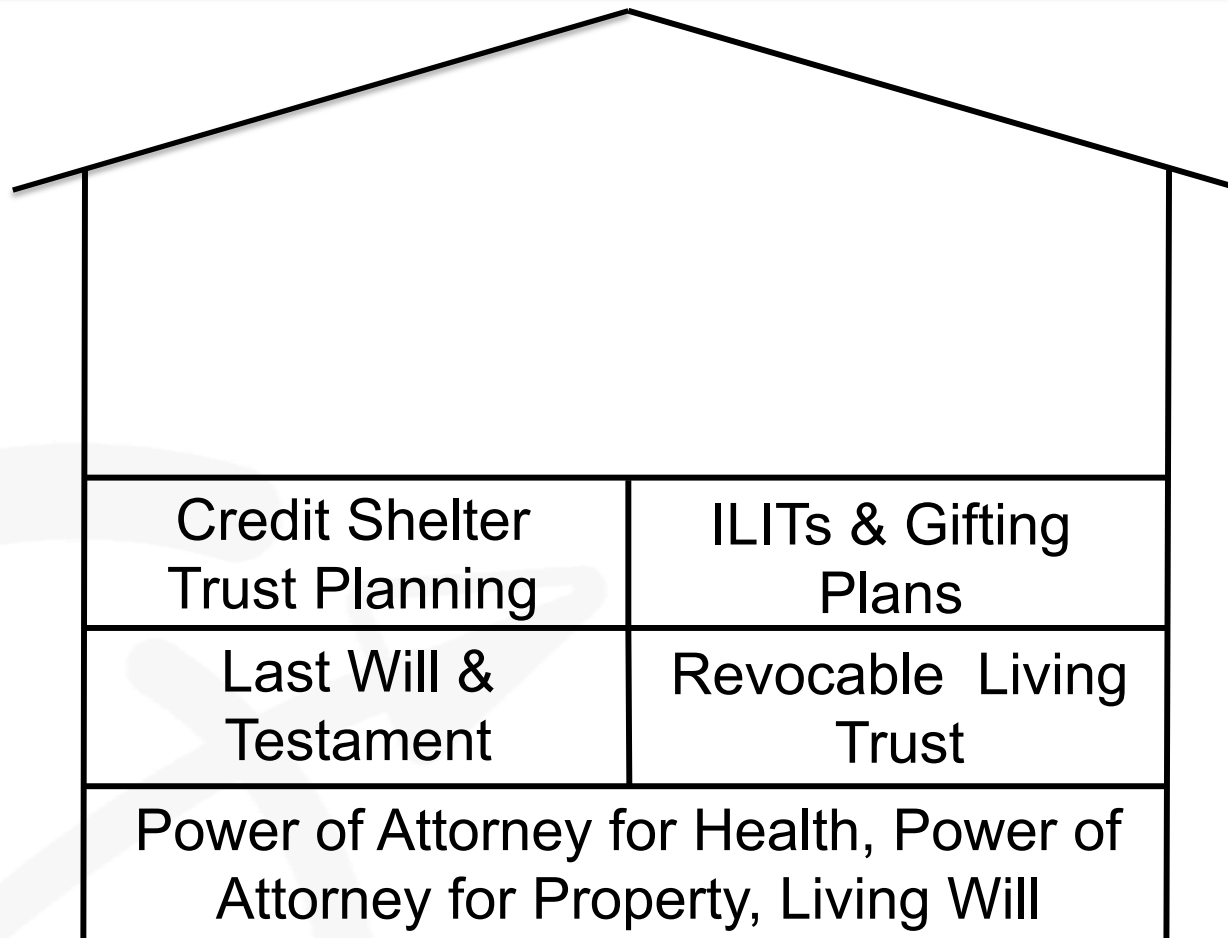 Credit Shelter
Trust Planning
ILITs & Gifting
Plans
Last Will &
Testament
Revocable  Living
Trust
Power of Attorney for Health, Power of
Attorney for Property, Living Will